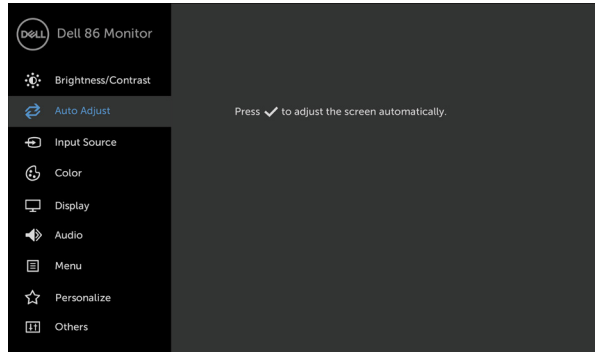 DELL Dell 86 Monitor
Brightness/Contrast
Auto Adjust
Press ✓ to adjust the screen automatically.
Input Source
Color
Display
Audio
Menu
Personalize
Others